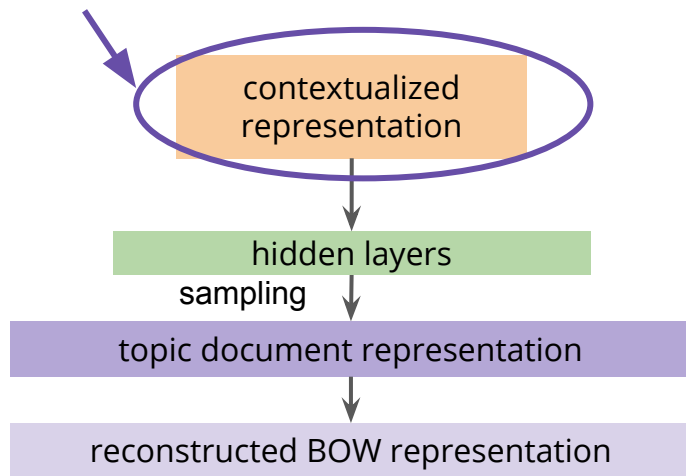 contextualized
representation
hidden layers
sampling
topic document representation
reconstructed BOW representation